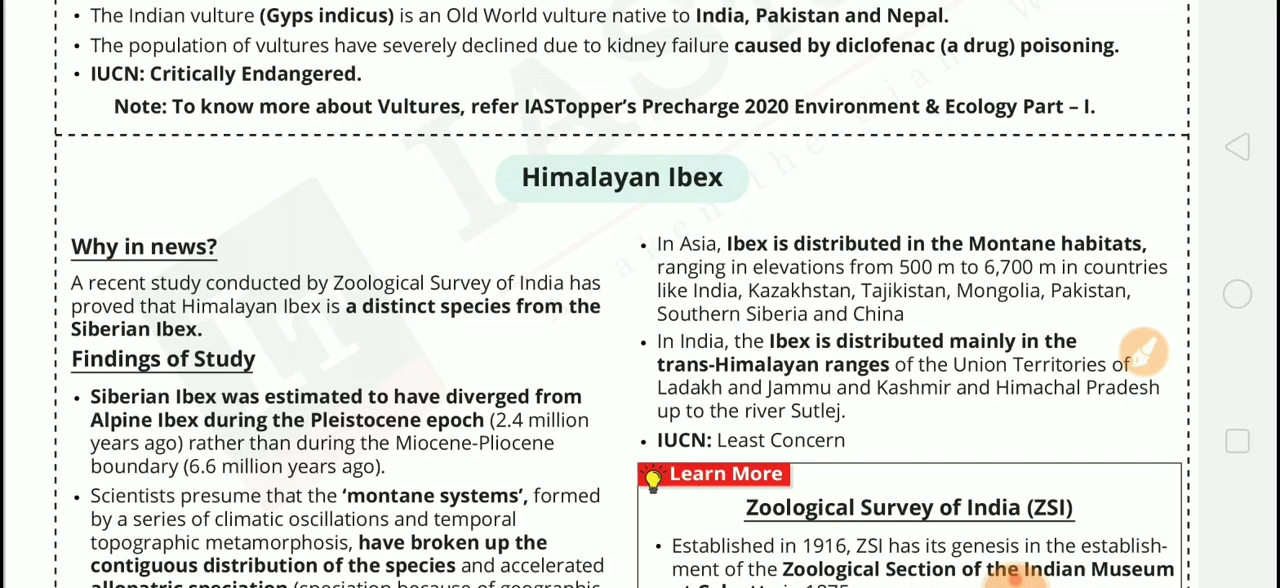 • The Indian vulture (Gyps indicus) is an Old World vulture native to India, Pakistan and Nepal.
• The population of vultures have severely declined due to kidney failure caused by diclofenac (a drug) poisoning.
• IUCN: Critically Endangered.
Note: To know more about Vultures, refer IASTopper's Precharge 2020 Environment & Ecology Part – I.
Himalayan Ibex
Why in news?
A recent study conducted by Zoological Survey of India has
proved that Himalayan Ibex is a distinct species from the
Siberian Ibex.
Findings of Study
• Siberian Ibex was estimated to have diverged from
Alpine Ibex during the Pleistocene epoch (2.4 million
years ago) rather than during the Miocene-Pliocene
boundary (6.6 million years ago).
• Scientists presume that the ‘montane systems’, formed
by a series of climatic oscillations and temporal
topographic metamorphosis, have broken up the
contiguous distribution of the species and accelerated
allopatric speciation (speciation because of geographic
• In Asia, Ibex is distributed in the Montane habitats,
ranging in elevations from 500 m to 6,700 m in countries
like India, Kazakhstan, Tajikistan, Mongolia, Pakistan,
Southern Siberia and China
• In India, the Ibex is distributed mainly in the
trans-Himalayan ranges of the Union Territories of
Ladakh and Jammu and Kashmir and Himachal Pradesh
up to the river Sutlej.
• IUCN: Least Concern
Learn More
Zoological Survey of India (ZSI)
• Established in 1916, ZSI has its genesis in the establish-
ment of the Zoological Section of the Indian Museum
at Calcutta in 1875